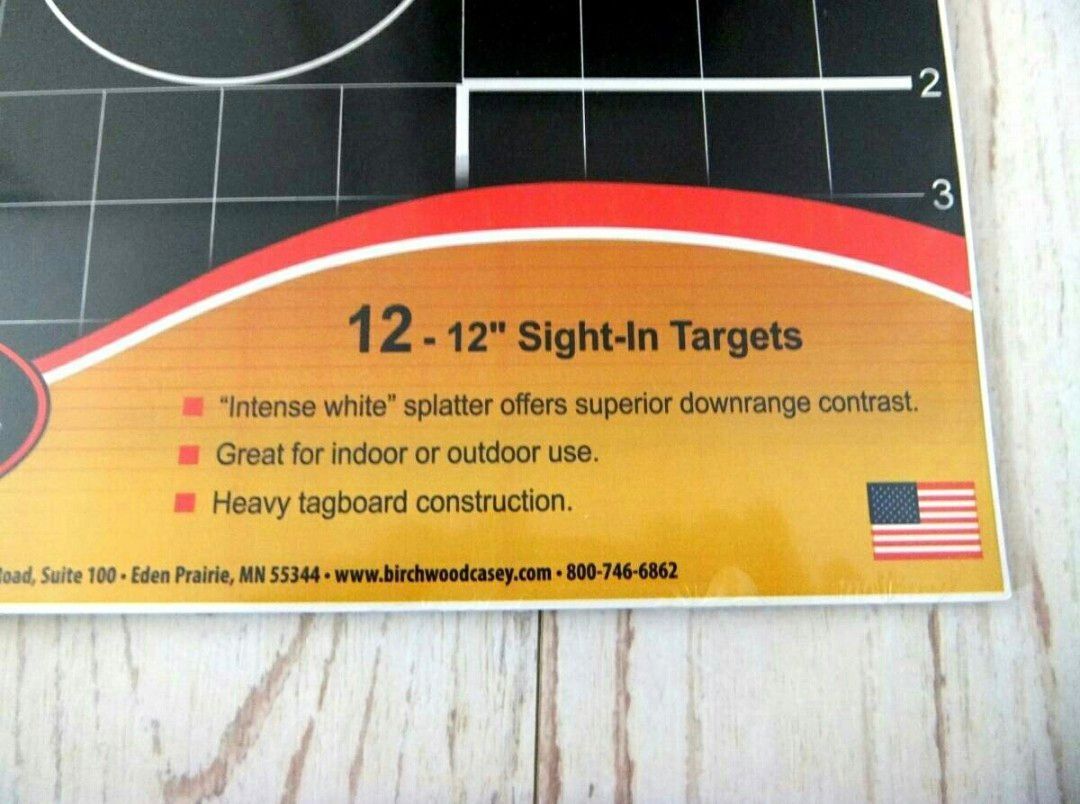 2
3
12 - 12" Sight-In Targets
“Intense white” splatter offers superior downrange contrast.
Great for indoor or outdoor use.
Heavy tagboard construction.
Suite 100 • Eden Prairie, MN 55344 • www.birchwoodcasey.com • 800-746-6862